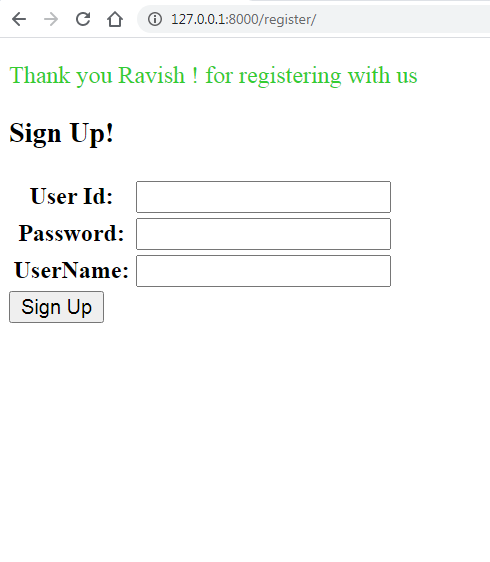 127.0.0.1:8000/register/
Thank you Ravish ! for registering with us
Sign Up!
User Id:
Password:
UserName:
Sign Up